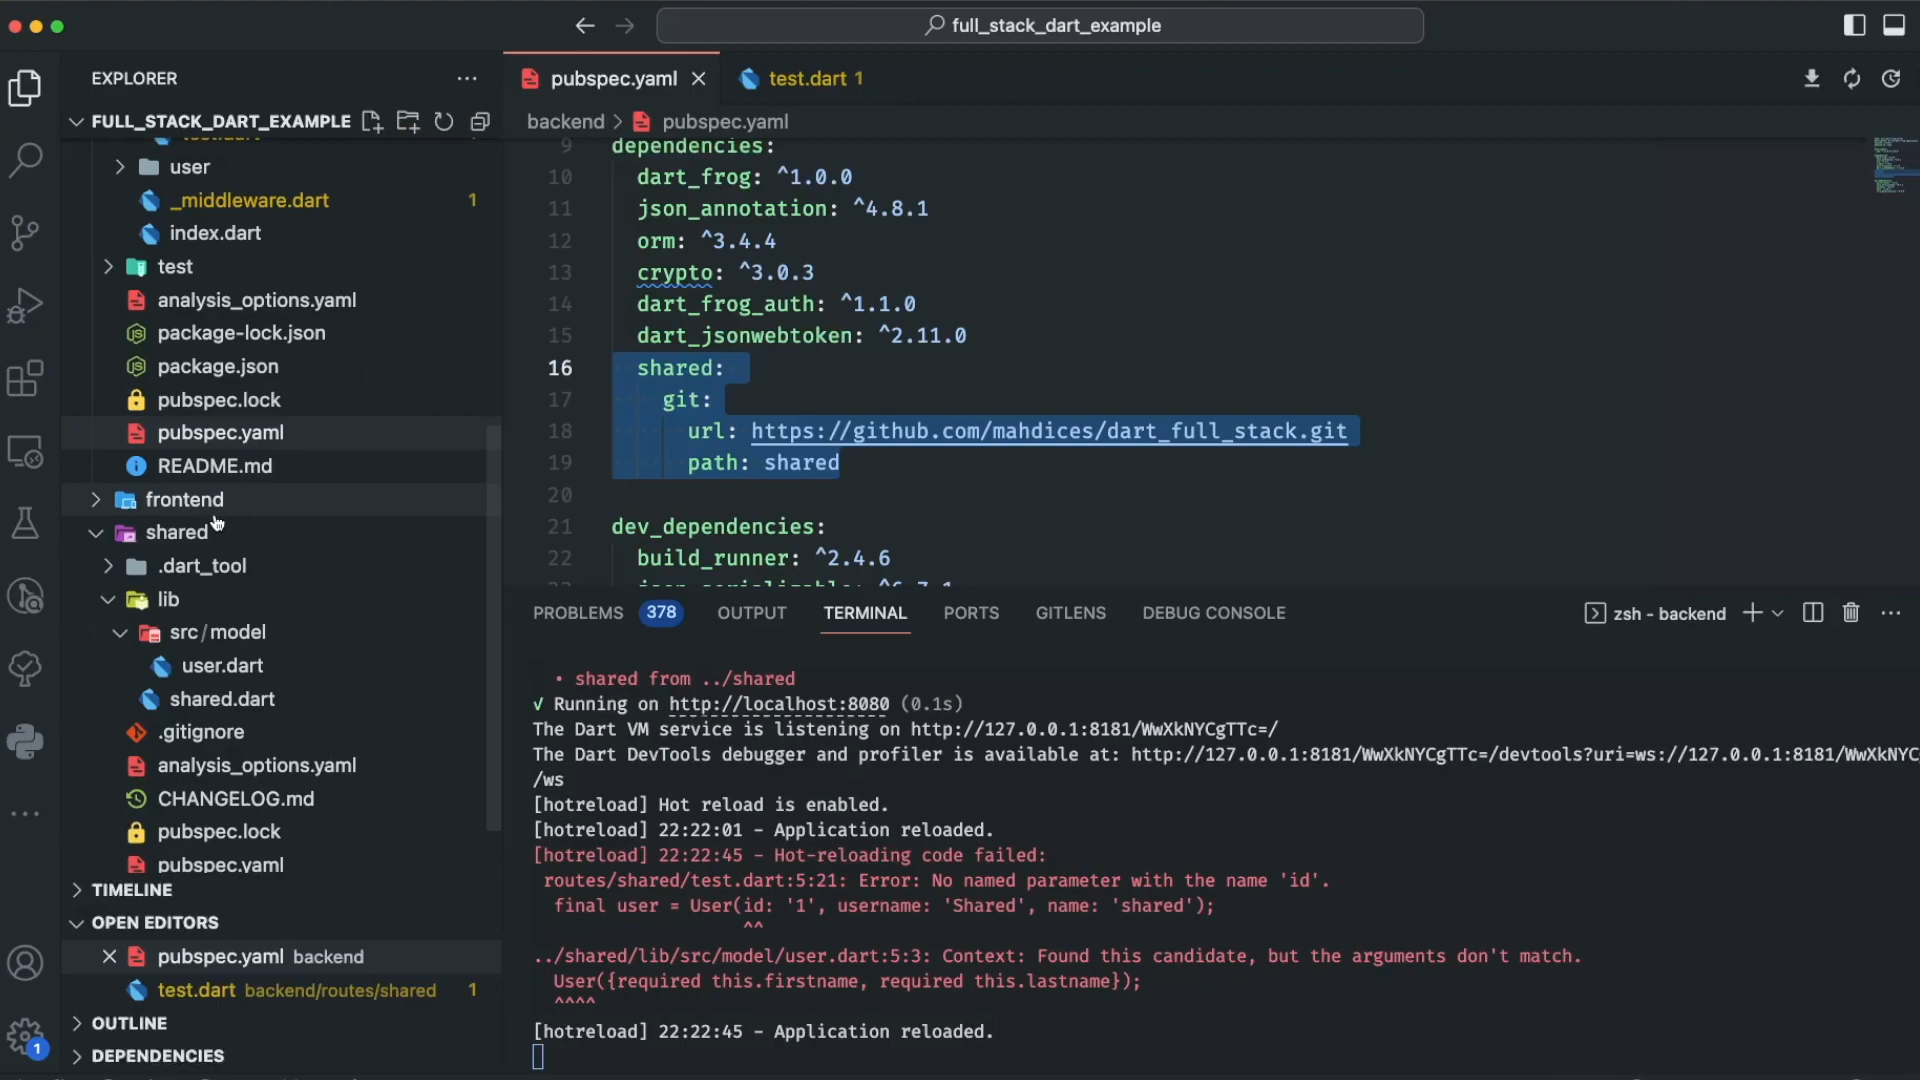 full_stack_dart_example
EXPLORER
FULL_STACK_DART_EXAMPLE
test.dart
user
_middleware.dart 1
index.dart
test
analysis_options.yaml
package-lock.json
package.json
pubspec.lock
pubspec.yaml
README.md
frontend
shared
.dart_tool
lib
src/model
user.dart
shared.dart
.gitignore
analysis_options.yaml
CHANGELOG.md
pubspec.lock
pubspec.yaml
TIMELINE
OPEN EDITORS
pubspec.yaml backend
test.dart backend/routes/shared 1
OUTLINE
DEPENDENCIES
1
pubspec.yaml
test.dart 1
backend > pubspec.yaml
9 dependencies:
10 dart_frog: ^1.0.0
11 json_annotation: ^4.8.1
12 orm: ^3.4.4
13 crypto: ^3.0.3
14 dart_frog_auth: ^1.1.0
15 dart_jsonwebtoken: ^2.11.0
16 shared:
17 git:
18 url: https://github.com/mahdices/dart_full_stack.git
19 path: shared
20
21 dev_dependencies:
22 build_runner: ^2.4.6
23 json_serializable: ^6.7.1
PROBLEMS 378 OUTPUT TERMINAL PORTS GITLENS DEBUG CONSOLE
zsh - backend
• shared from ../shared
√ Running on http://localhost:8080 (0.1s)
The Dart VM service is listening on http://127.0.0.1:8181/WwXkNYCgTTc=/
The Dart DevTools debugger and profiler is available at: http://127.0.0.1:8181/WwXkNYCgTTc=/devtools?uri=ws://127.0.0.1:8181/WwXkNYC
/ws
[hotreload] Hot reload is enabled.
[hotreload] 22:22:01 - Application reloaded.
[hotreload] 22:22:45 - Hot-reloading code failed:
routes/shared/test.dart:5:21: Error: No named parameter with the name 'id'.
final user = User(id: '1', username: 'Shared', name: 'shared');
^^
../shared/lib/src/model/user.dart:5:3: Context: Found this candidate, but the arguments don't match.
User({required this.firstname, required this.lastname});
^^^^
[hotreload] 22:22:45 - Application reloaded.